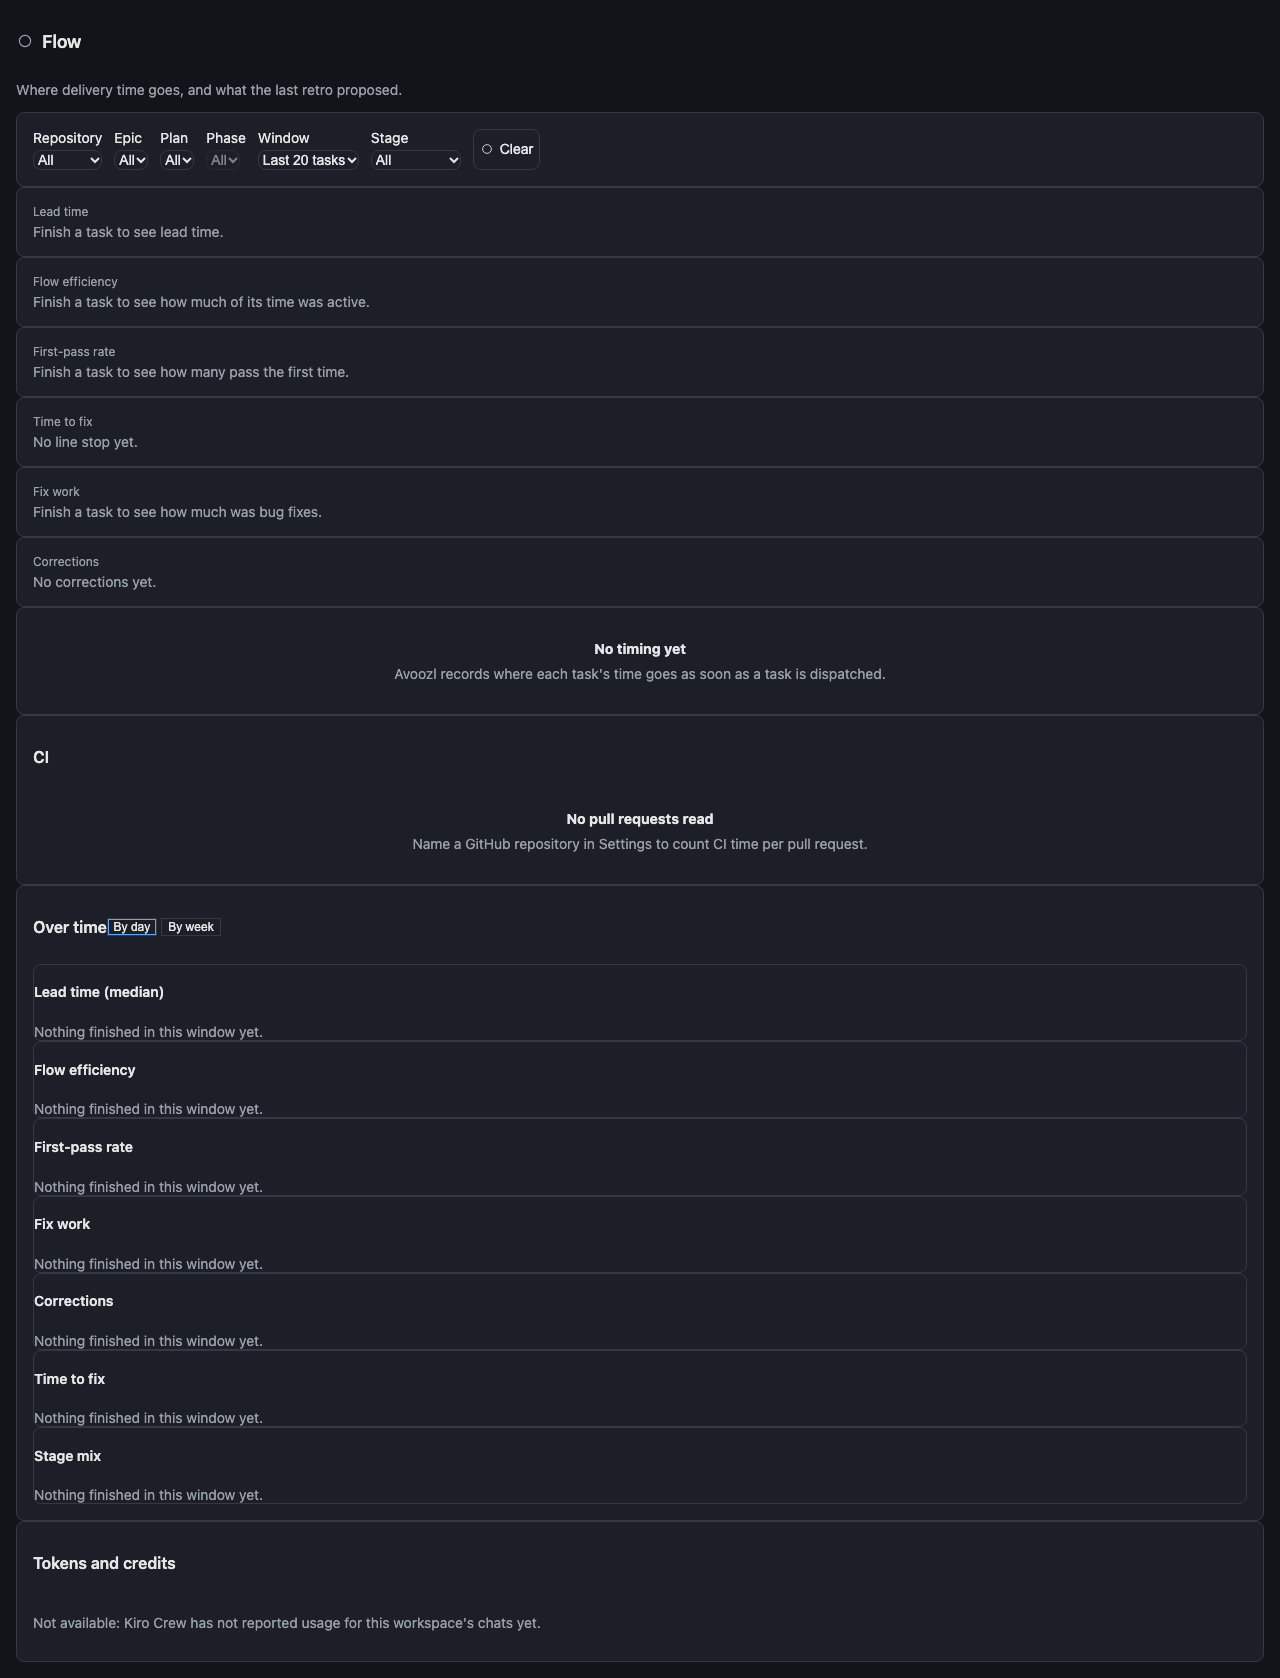 Flow
Where delivery time goes, and what the last retro proposed.
Repository Epic Plan Phase Window Stage
All All All All Last 20 tasks All Clear
Lead time
Finish a task to see lead time.
Flow efficiency
Finish a task to see how much of its time was active.
First-pass rate
Finish a task to see how many pass the first time.
Time to fix
No line stop yet.
Fix work
Finish a task to see how much was bug fixes.
Corrections
No corrections yet.
No timing yet
Avoozl records where each task's time goes as soon as a task is dispatched.
CI
No pull requests read
Name a GitHub repository in Settings to count CI time per pull request.
Over time By day By week
Lead time (median)
Nothing finished in this window yet.
Flow efficiency
Nothing finished in this window yet.
First-pass rate
Nothing finished in this window yet.
Fix work
Nothing finished in this window yet.
Corrections
Nothing finished in this window yet.
Time to fix
Nothing finished in this window yet.
Stage mix
Nothing finished in this window yet.
Tokens and credits
Not available: Kiro Crew has not reported usage for this workspace's chats yet.